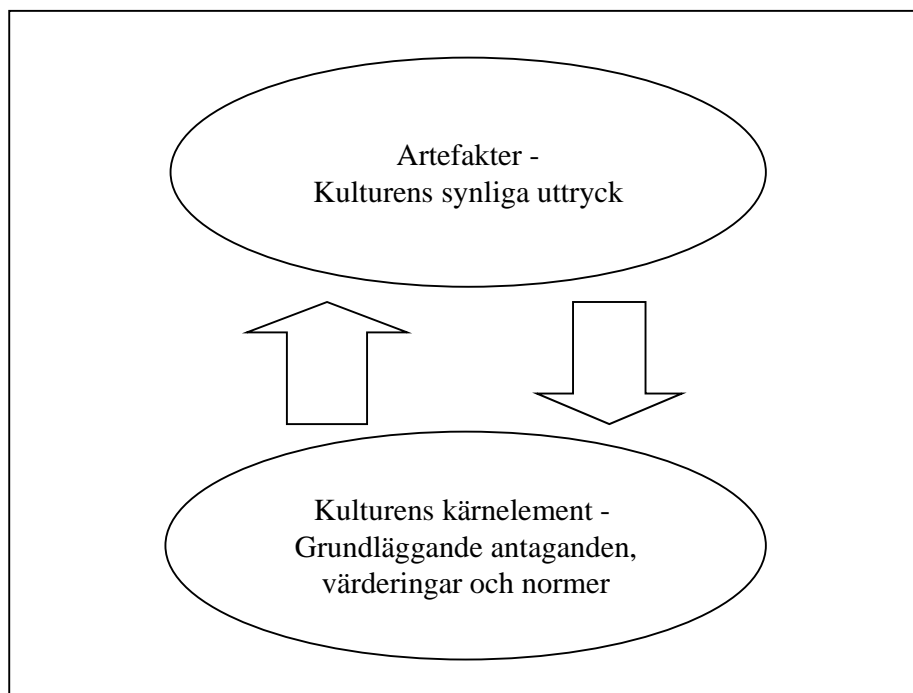 Artefakter -
Kulturens synliga uttryck
Kulturens kärnelement -
Grundläggande antaganden,
värderingar och normer